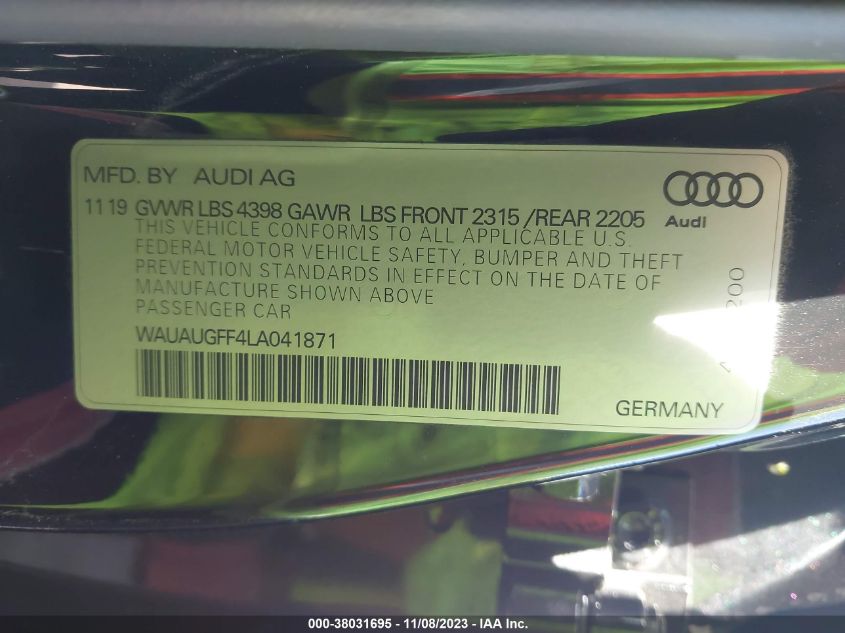 MFD. BY AUDI AG
Audi
11 19 GVWR LBS 4398 GAWR LBS FRONT 2315 /REAR 2205
THIS VEHICLE CONFORMS TO ALL APPLICABLE U.S.
FEDERAL MOTOR VEHICLE SAFETY, BUMPER AND THEFT
PREVENTION STANDARDS IN EFFECT ON THE DATE OF
MANUFACTURE SHOWN ABOVE
PASSENGER CAR
WAUAUGFF4LA041871
GERMANY
000-38031695 - 11/08/2023 - IAA Inc.